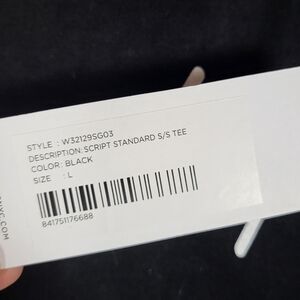 STYLE : W32129SG03
DESCRIPTION: SCRIPT STANDARD S/S TEE
COLOR : BLACK
SIZE : L
841751176688